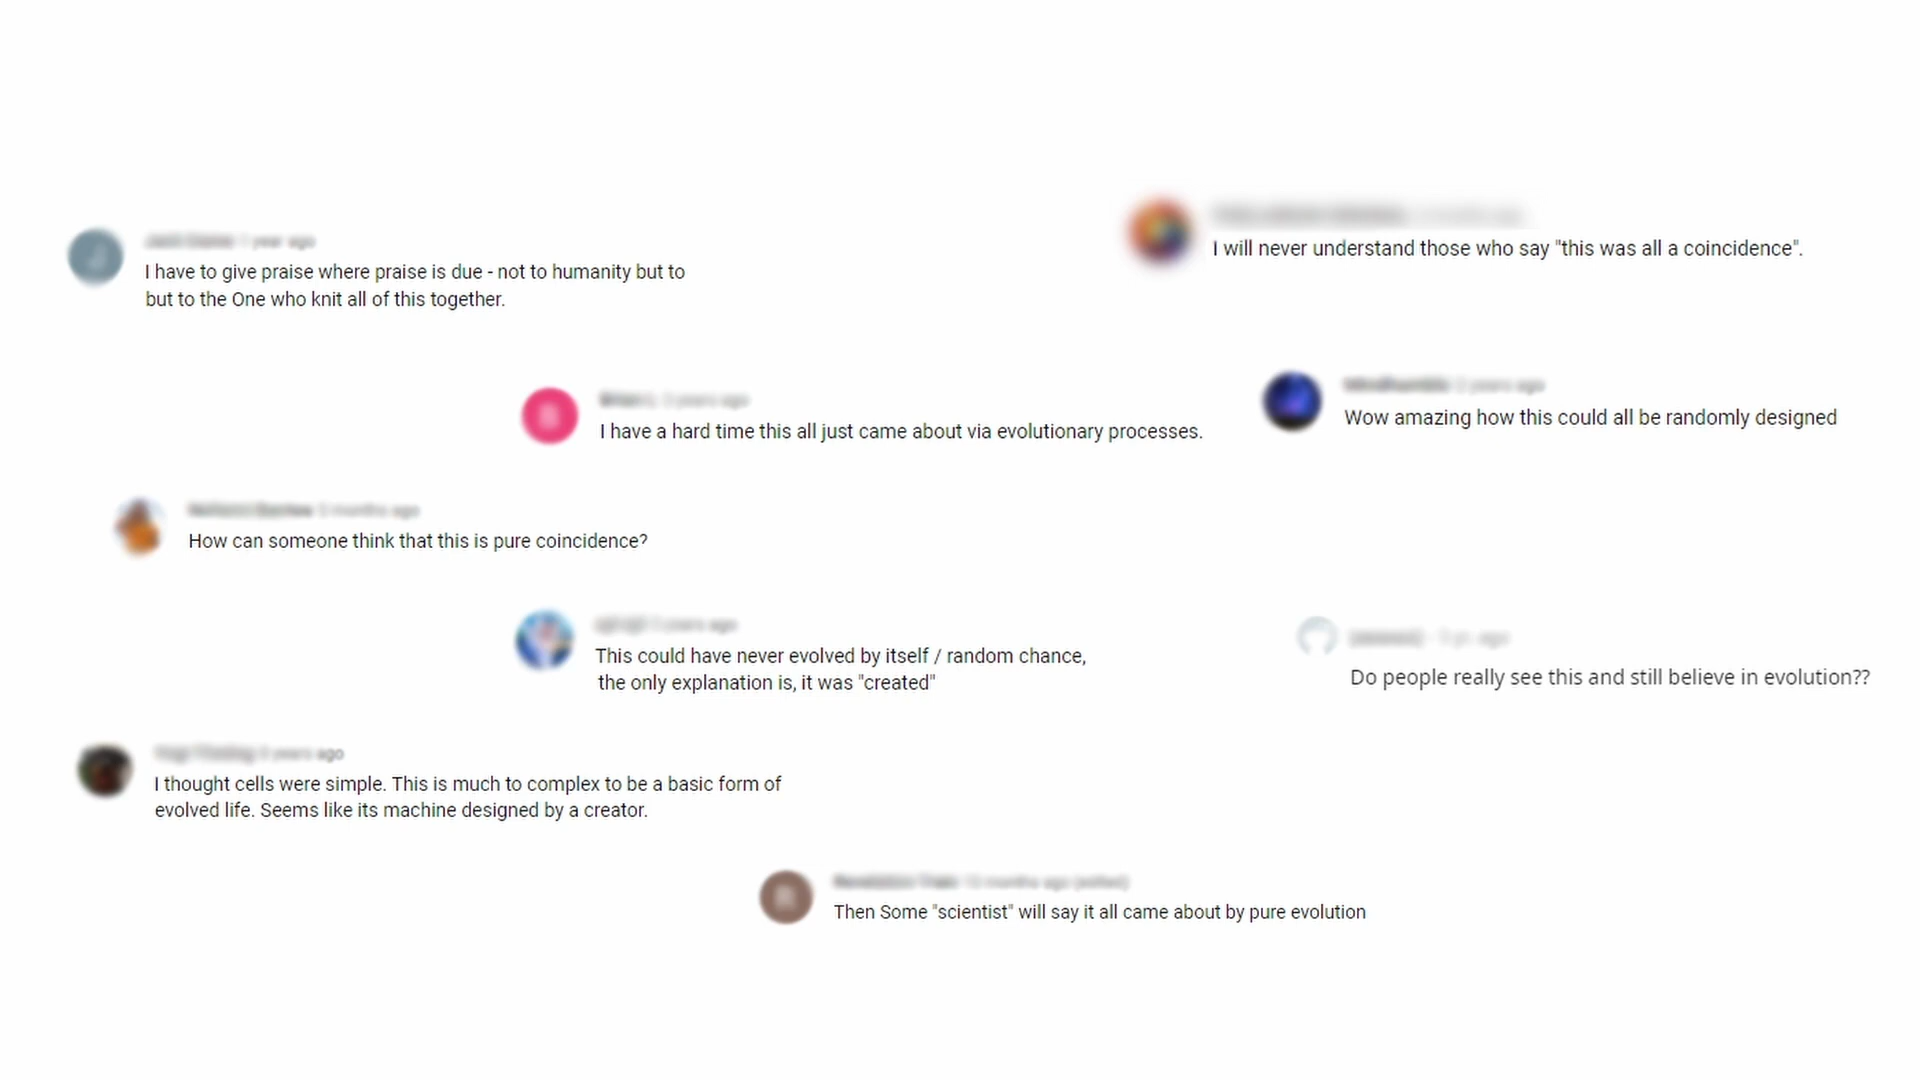 I will never understand those who say "this was all a coincidence".
I have to give praise where praise is due - not to humanity but to
but to the One who knit all of this together.
I have a hard time this all just came about via evolutionary processes.
Wow amazing how this could all be randomly designed
How can someone think that this is pure coincidence?
This could have never evolved by itself / random chance,
the only explanation is, it was "created"
Do people really see this and still believe in evolution??
I thought cells were simple. This is much to complex to be a basic form of
evolved life. Seems like its machine designed by a creator.
Then Some "scientist" will say it all came about by pure evolution